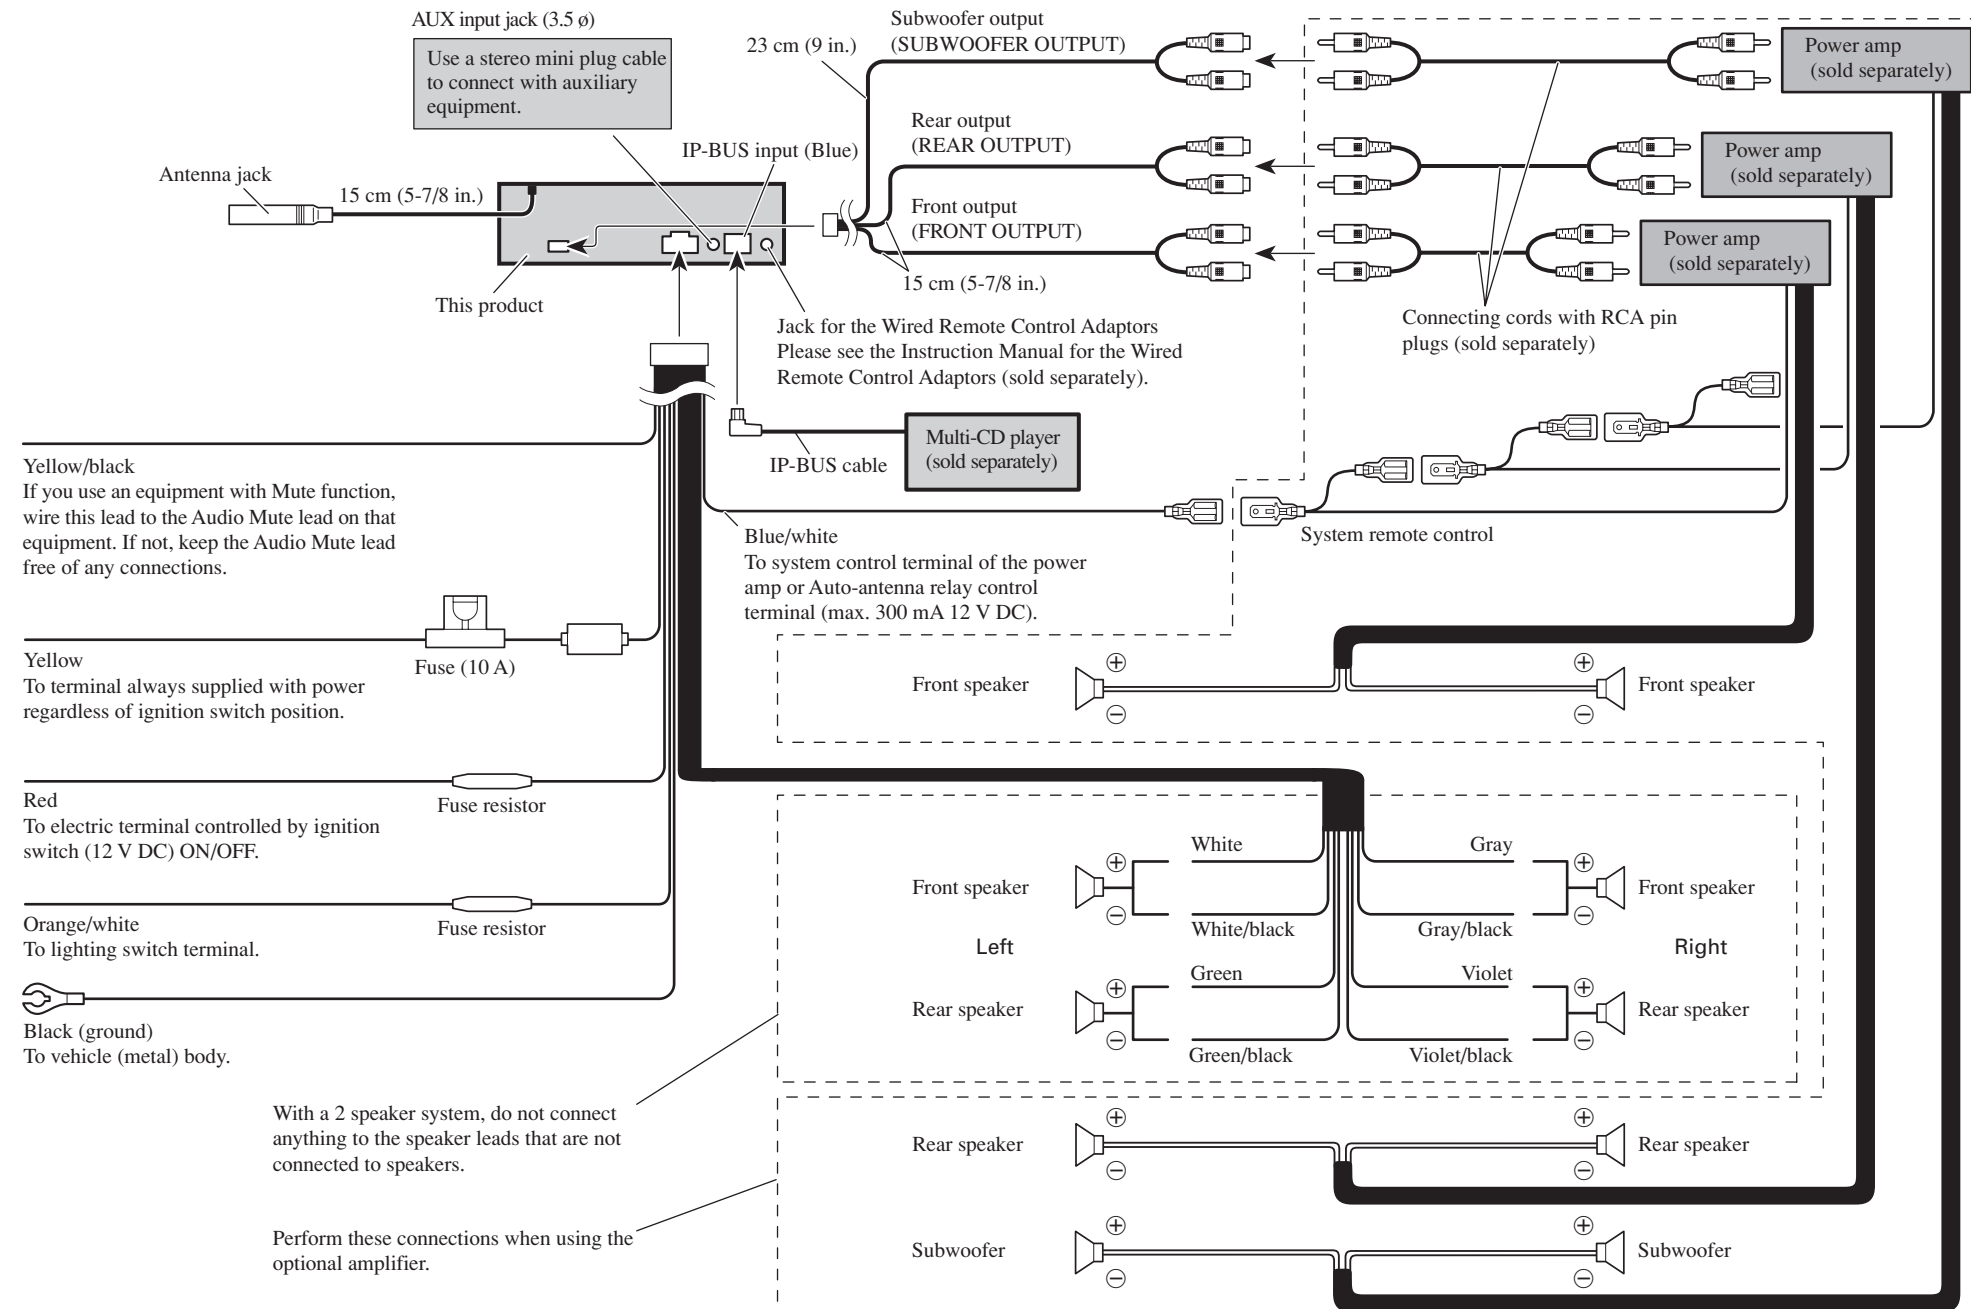 AUX input jack (3.5 ø)
Use a stereo mini plug cable
to connect with auxiliary
equipment.
Antenna jack
15 cm (5-7/8 in.)
IP-BUS input (Blue)
This product
23 cm (9 in.)
Subwoofer output
(SUBWOOFER OUTPUT)
Rear output
(REAR OUTPUT)
Front output
(FRONT OUTPUT)
15 cm (5-7/8 in.)
Power amp
(sold separately)
Power amp
(sold separately)
Power amp
(sold separately)
Connecting cords with RCA pin
plugs (sold separately)
Jack for the Wired Remote Control Adaptors
Please see the Instruction Manual for the Wired
Remote Control Adaptors (sold separately).
Multi-CD player
(sold separately)
IP-BUS cable
Yellow/black
If you use an equipment with Mute function,
wire this lead to the Audio Mute lead on that
equipment. If not, keep the Audio Mute lead
free of any connections.
Blue/white
To system control terminal of the power
amp or Auto-antenna relay control
terminal (max. 300 mA 12 V DC).
System remote control
Yellow
To terminal always supplied with power
regardless of ignition switch position.
Fuse (10 A)
Front speaker
+
−
+
−
Front speaker
Red
To electric terminal controlled by ignition
switch (12 V DC) ON/OFF.
Fuse resistor
Orange/white
To lighting switch terminal.
Fuse resistor
Black (ground)
To vehicle (metal) body.
Front speaker
+
−
White
White/black
Gray
Gray/black
+
−
Front speaker
Left
Right
Rear speaker
+
−
Green
Green/black
Violet
Violet/black
+
−
Rear speaker
With a 2 speaker system, do not connect
anything to the speaker leads that are not
connected to speakers.
Rear speaker
+
−
+
−
Rear speaker
Perform these connections when using the
optional amplifier.
Subwoofer
+
−
+
−
Subwoofer